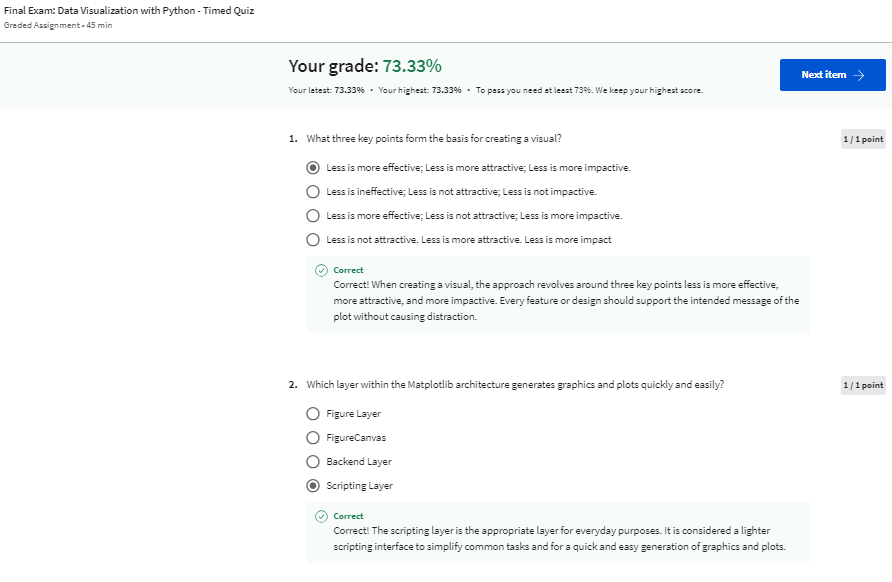 Final Exam: Data Visualization with Python - Timed Quiz
Graded Assignment • 45 min
Your grade: 73.33%
Your latest: 73.33% • Your highest: 73.33% • To pass you need at least 73%. We keep your highest score.
Next item →
1. What three key points form the basis for creating a visual?
1 / 1 point
Less is more effective; Less is more attractive; Less is more impactive.
Less is ineffective; Less is not attractive; Less is not impactive.
Less is more effective; Less is not attractive; Less is more impactive.
Less is not attractive. Less is more attractive. Less is more impact
Correct
Correct! When creating a visual, the approach revolves around three key points less is more effective,
more attractive, and more impactive. Every feature or design should support the intended message of the
plot without causing distraction.
2. Which layer within the Matplotlib architecture generates graphics and plots quickly and easily?
1 / 1 point
Figure Layer
FigureCanvas
Backend Layer
Scripting Layer
Correct
Correct! The scripting layer is the appropriate layer for everyday purposes. It is considered a lighter
scripting interface to simplify common tasks and for a quick and easy generation of graphics and plots.